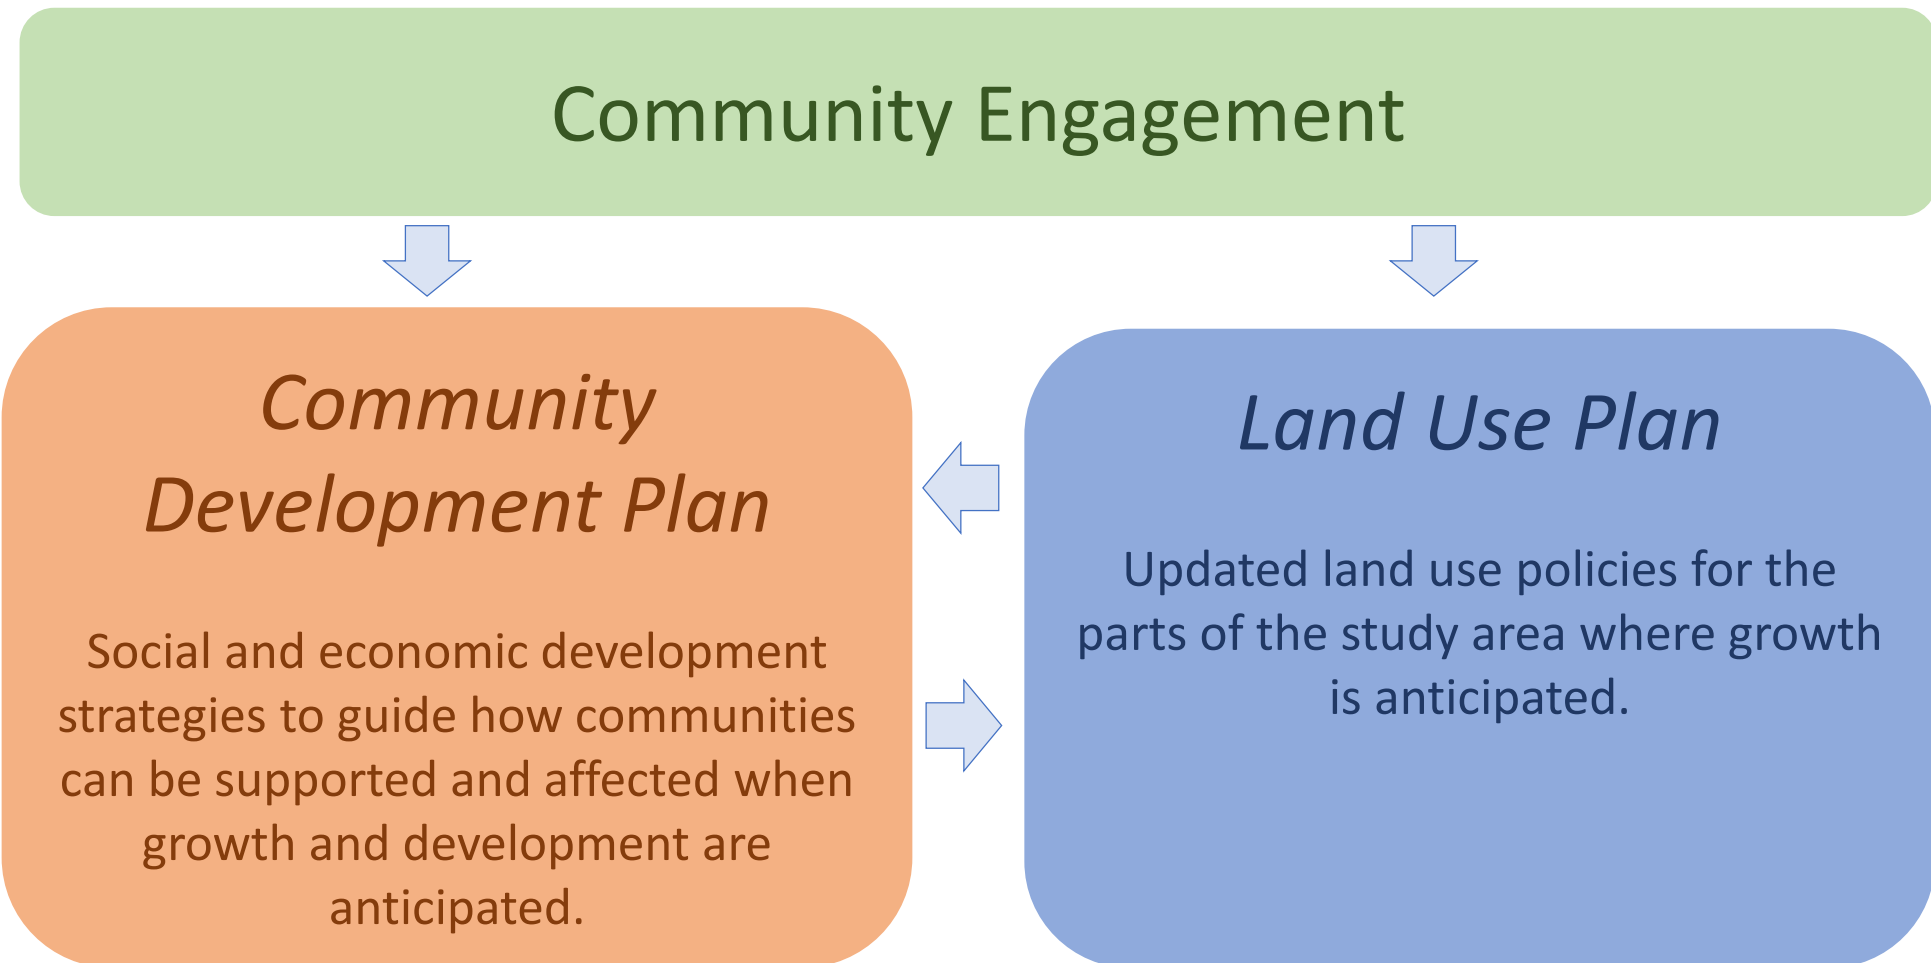 Community Engagement
Community
Development Plan
Social and economic development
strategies to guide how communities
can be supported and affected when
growth and development are
anticipated.
Land Use Plan
Updated land use policies for the
parts of the study area where growth
is anticipated.